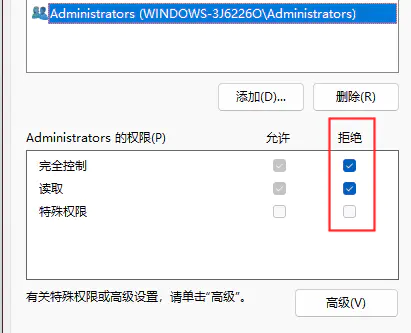 Administrators (WINDOWS-3J6226O\Administrators)
添加(D)... 删除(R)
Administrators 的权限(P) 允许 拒绝
完全控制
读取
特殊权限
有关特殊权限或高级设置，请单击“高级”。
高级(V)